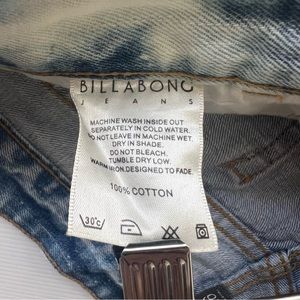 BILLABONG
JEANS
MACHINE WASH INSIDE OUT
SEPARATELY IN COLD WATER.
DO NOT LEAVE IN MACHINE WET.
DRY IN SHADE.
DO NOT BLEACH.
TUMBLE DRY LOW.
WARM IRON.DESIGNED TO FADE.
100% COTTON
30°C